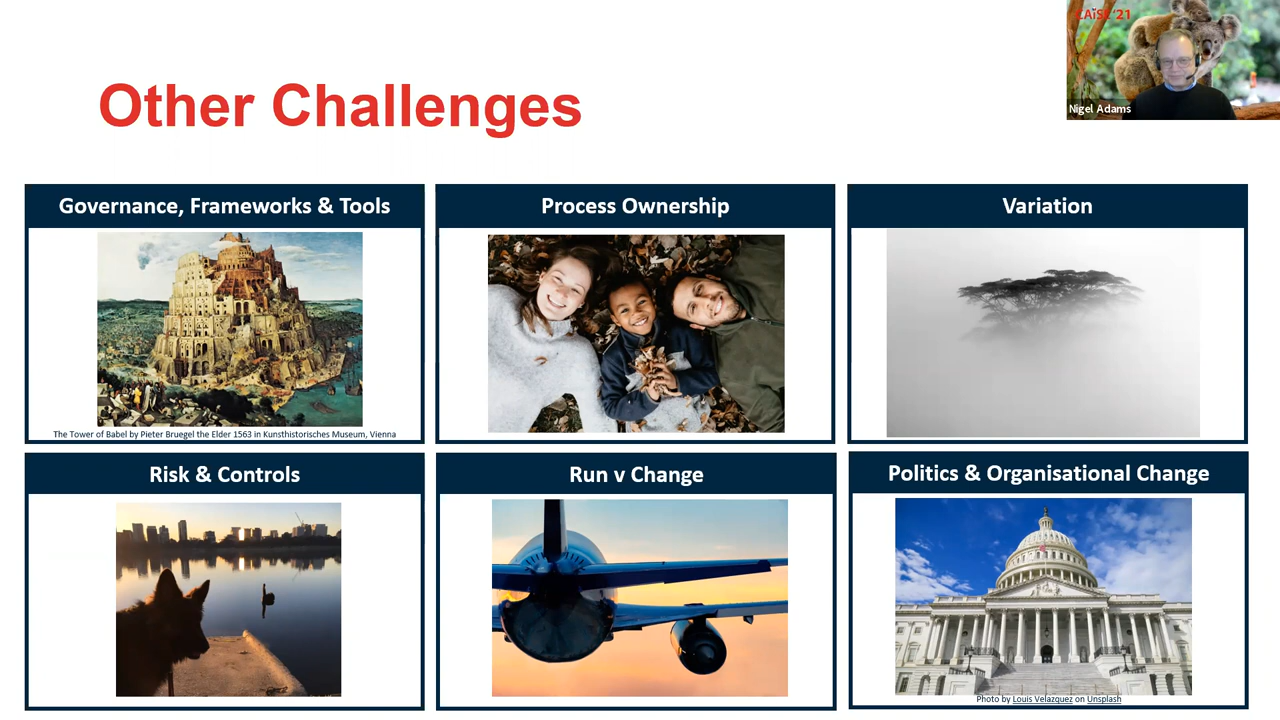 CAiSE'21
Nigel Adams
Other Challenges
Governance, Frameworks & Tools
Process Ownership
Variation
The Tower of Babel by Pieter Bruegel the Elder 1563 in Kunsthistorisches Museum, Vienna
Risk & Controls
Run v Change
Politics & Organisational Change
Photo by Louis Velazquez on Unsplash